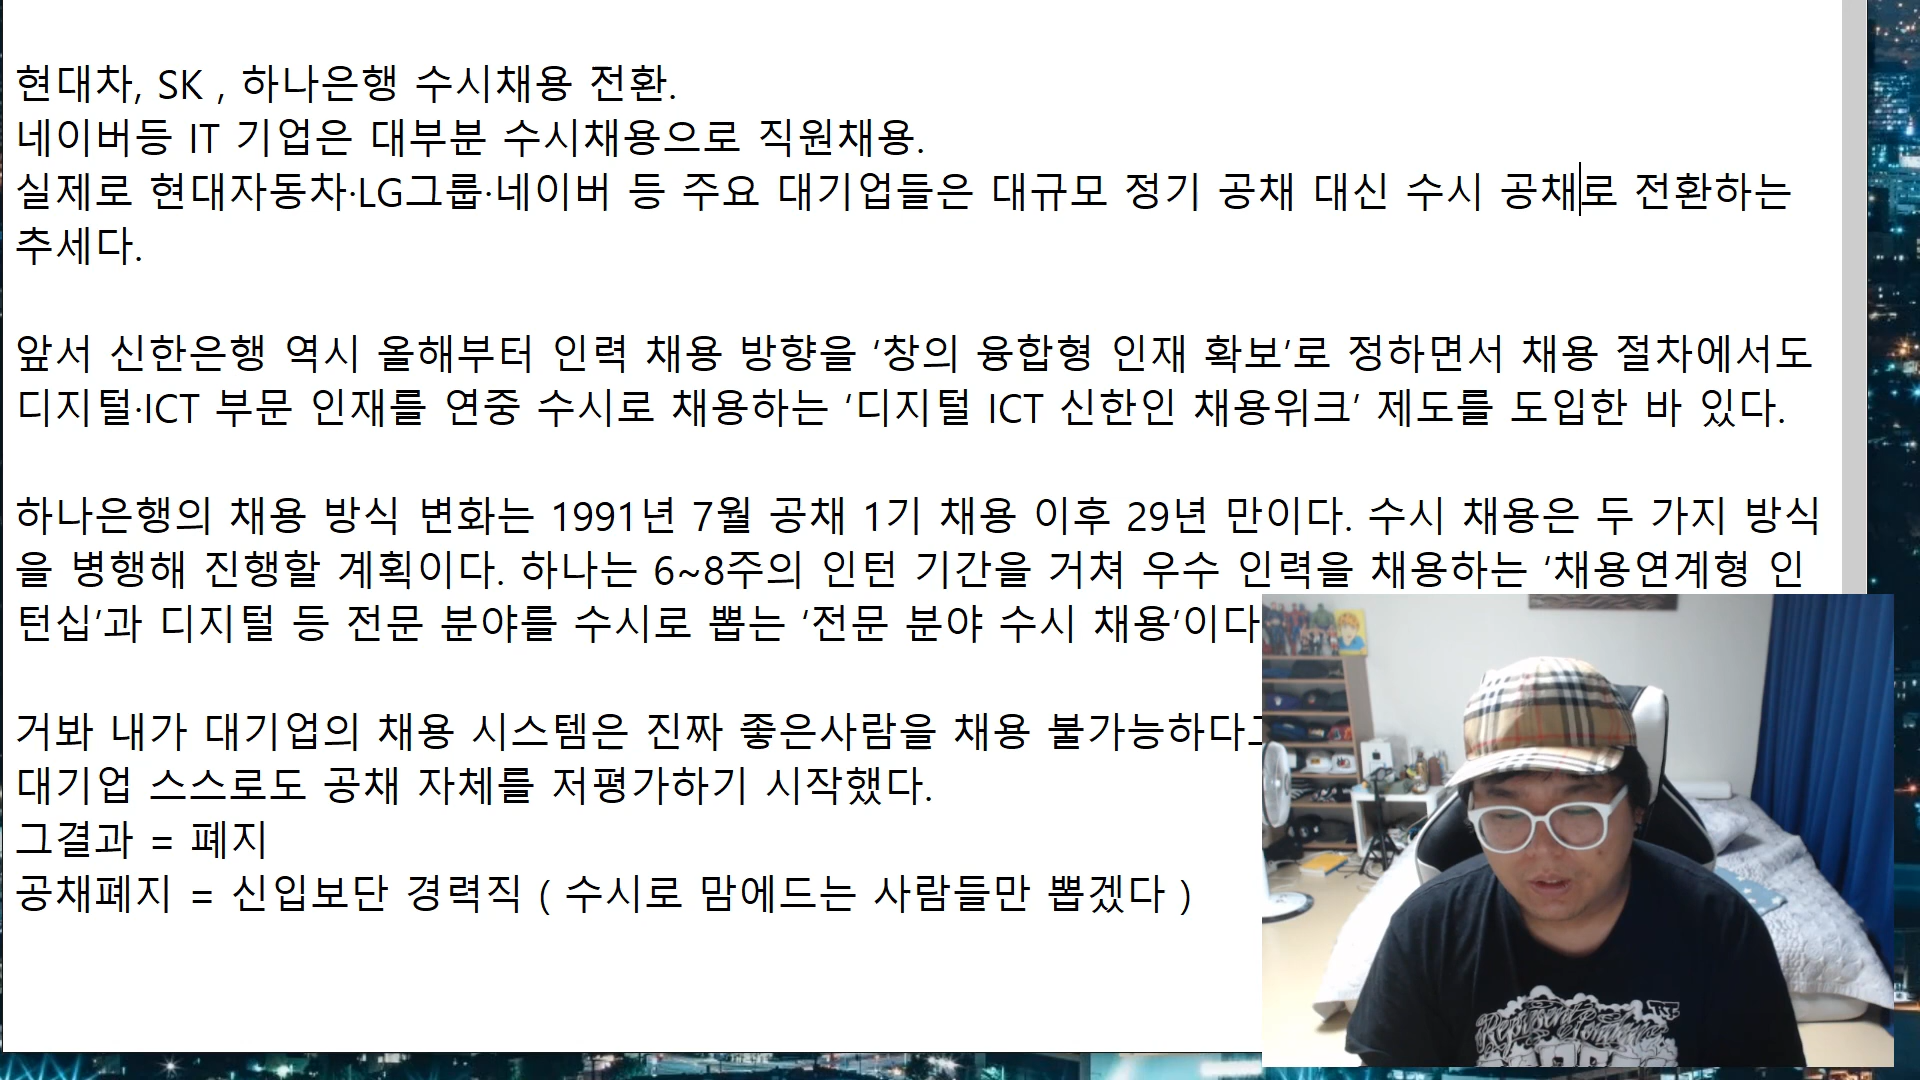 현대차, SK , 하나은행 수시채용 전환.
네이버등 IT 기업은 대부분 수시채용으로 직원채용.
실제로 현대자동차·LG그룹·네이버 등 주요 대기업들은 대규모 정기 공채 대신 수시 공채로 전환하는
추세다.
앞서 신한은행 역시 올해부터 인력 채용 방향을 ‘창의 융합형 인재 확보’로 정하면서 채용 절차에서도
디지털·ICT 부문 인재를 연중 수시로 채용하는 ‘디지털 ICT 신한인 채용위크’ 제도를 도입한 바 있다.
하나은행의 채용 방식 변화는 1991년 7월 공채 1기 채용 이후 29년 만이다. 수시 채용은 두 가지 방식
을 병행해 진행할 계획이다. 하나는 6~8주의 인턴 기간을 거쳐 우수 인력을 채용하는 ‘채용연계형 인
턴십’과 디지털 등 전문 분야를 수시로 뽑는 ‘전문 분야 수시 채용’이다
거봐 내가 대기업의 채용 시스템은 진짜 좋은사람을 채용 불가능하다
대기업 스스로도 공채 자체를 저평가하기 시작했다.
그결과 = 폐지
공채폐지 = 신입보단 경력직 ( 수시로 맘에드는 사람들만 뽑겠다 )